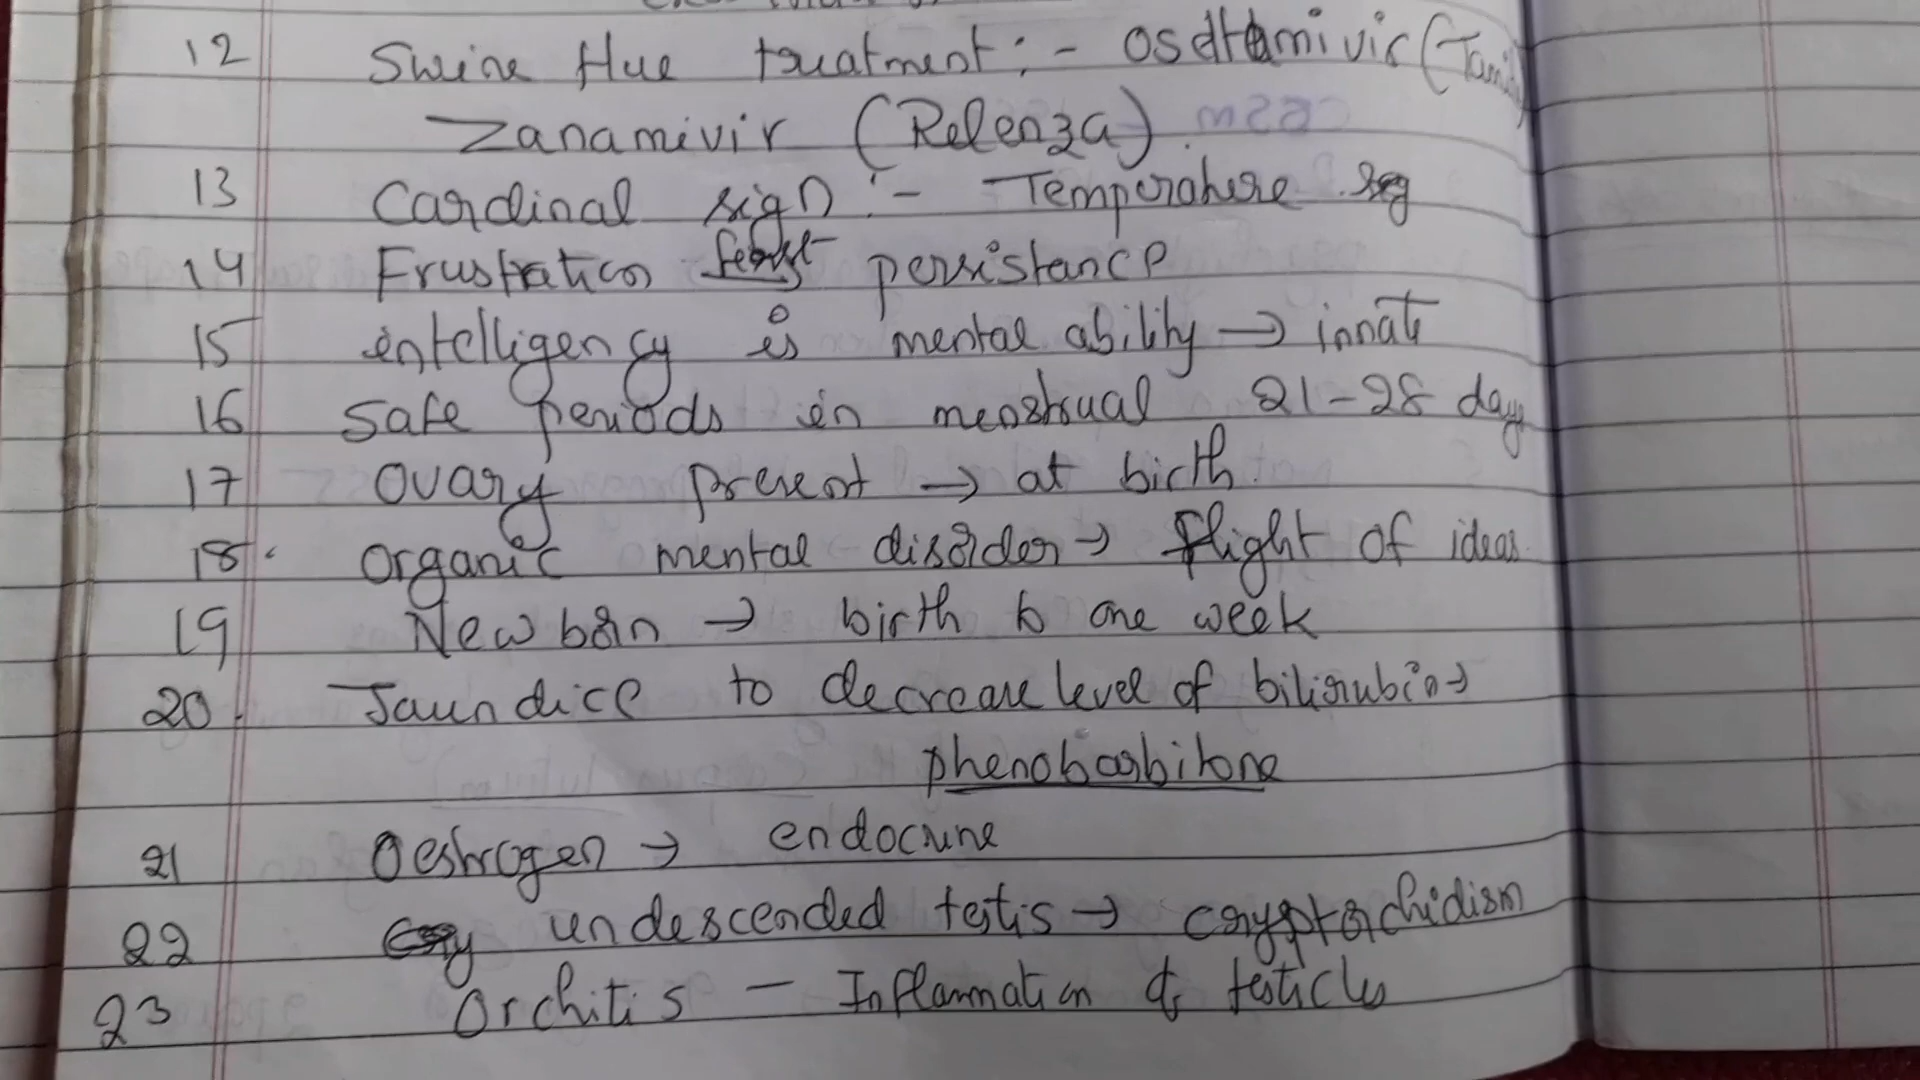 12 Swine flue treatment :- Oseltamivir (Tami
Zanamivir (Relenza)
13 Cardinal sign :- Temperature
14 Frustration persistance
15 intelligency is mental ability → innate
16 Safe periods in menstrual 21-28 days
17 Ovary present → at birth
18. Organic mental disorder → flight of ideas
19 New born → birth to one week
20. Jaundice to decrease level of bilirubin →
phenobarbitone
21 Oestrogen → endocrine
22 undescended testis → cryptorchidism
23 Orchitis - Inflammation of testicles